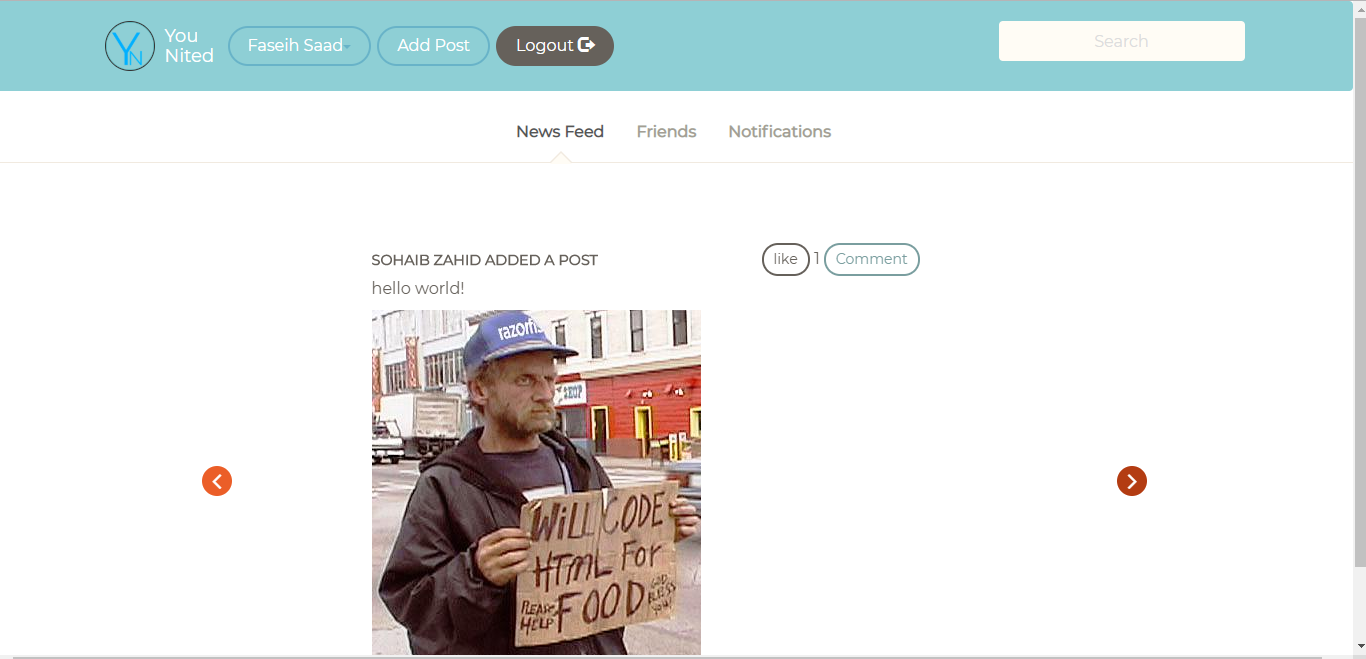 You
Nited
YN
Faseih Saad
Add Post
Logout
Search
News Feed
Friends
Notifications
SOHAIB ZAHID ADDED A POST
like
1
Comment
hello world!
razorfis
SHOP
WILL CODE
HTML FOR
FOOD
PLEASE
HELP
GOD
BLESS
YOU